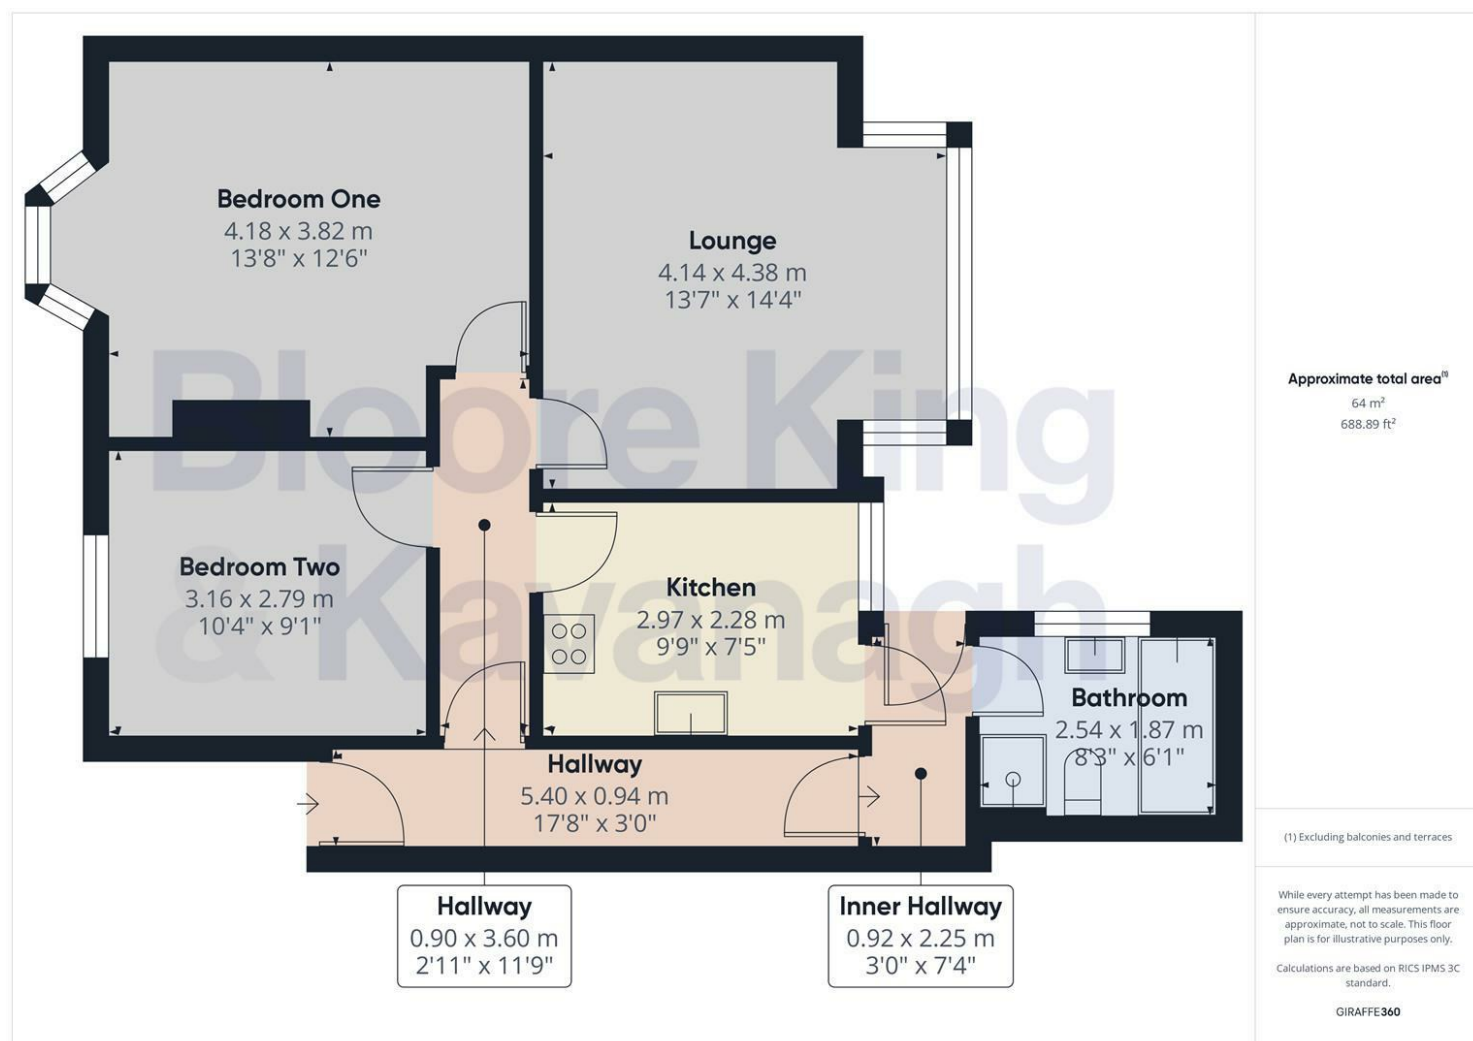 Bedroom One
4.18 x 3.82 m
13'8" x 12'6"
Lounge
4.14 x 4.38 m
13'7" x 14'4"
Bedroom Two
3.16 x 2.79 m
10'4" x 9'1"
Kitchen
2.97 x 2.28 m
9'9" x 7'5"
Bathroom
2.54 x 1.87 m
8'3" x 6'1"
Hallway
5.40 x 0.94 m
17'8" x 3'0"
Hallway
0.90 x 3.60 m
2'11" x 11'9"
Inner Hallway
0.92 x 2.25 m
3'0" x 7'4"
Bloore King
& Kavanagh
Approximate total area(1)
64 m²
688.89 ft²
(1) Excluding balconies and terraces
While every attempt has been made to
ensure accuracy, all measurements are
approximate, not to scale. This floor
plan is for illustrative purposes only.
Calculations are based on RICS IPMS 3C
standard.
GIRAFFE360